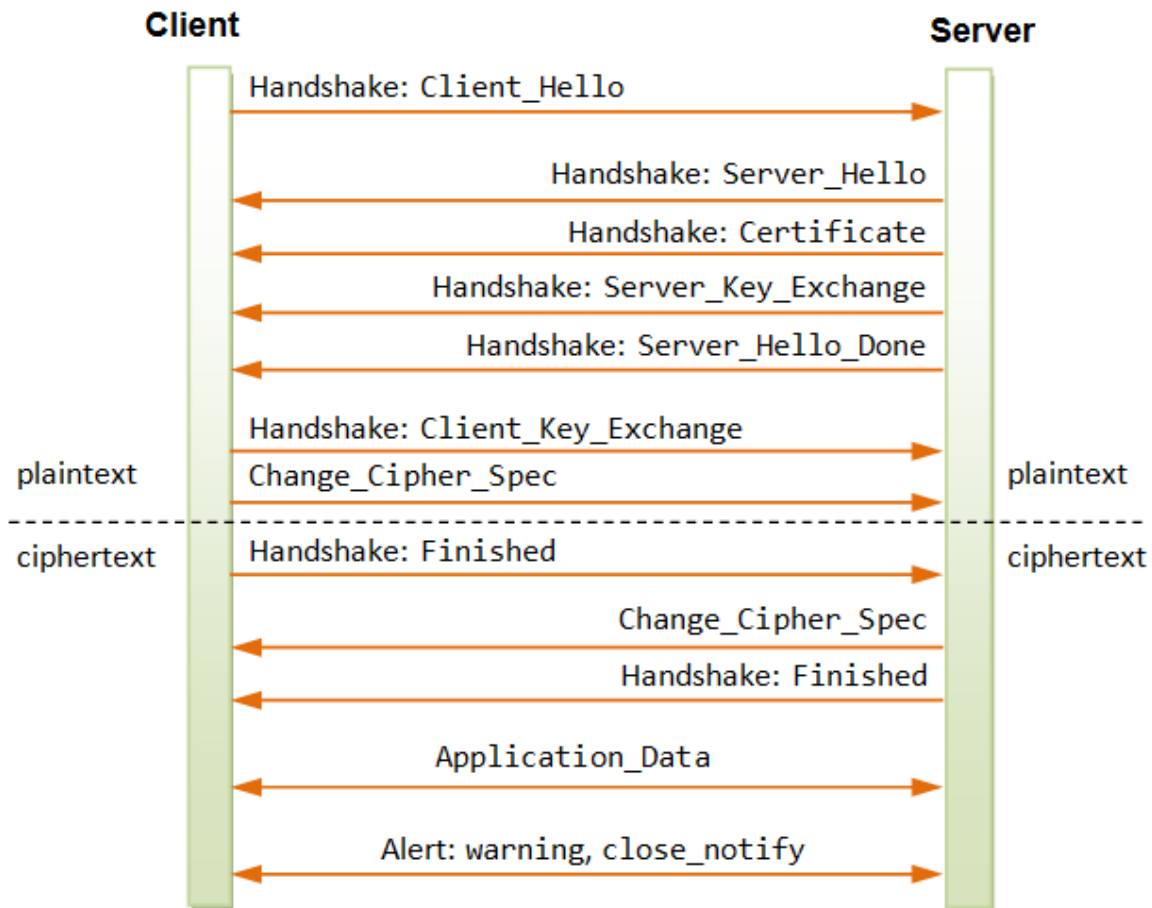 Client
Server
Handshake: Client_Hello
Handshake: Server_Hello
Handshake: Certificate
Handshake: Server_Key_Exchange
Handshake: Server_Hello_Done
Handshake: Client_Key_Exchange
plaintext
Change_Cipher_Spec
plaintext
ciphertext
Handshake: Finished
ciphertext
Change_Cipher_Spec
Handshake: Finished
Application_Data
Alert: warning, close_notify